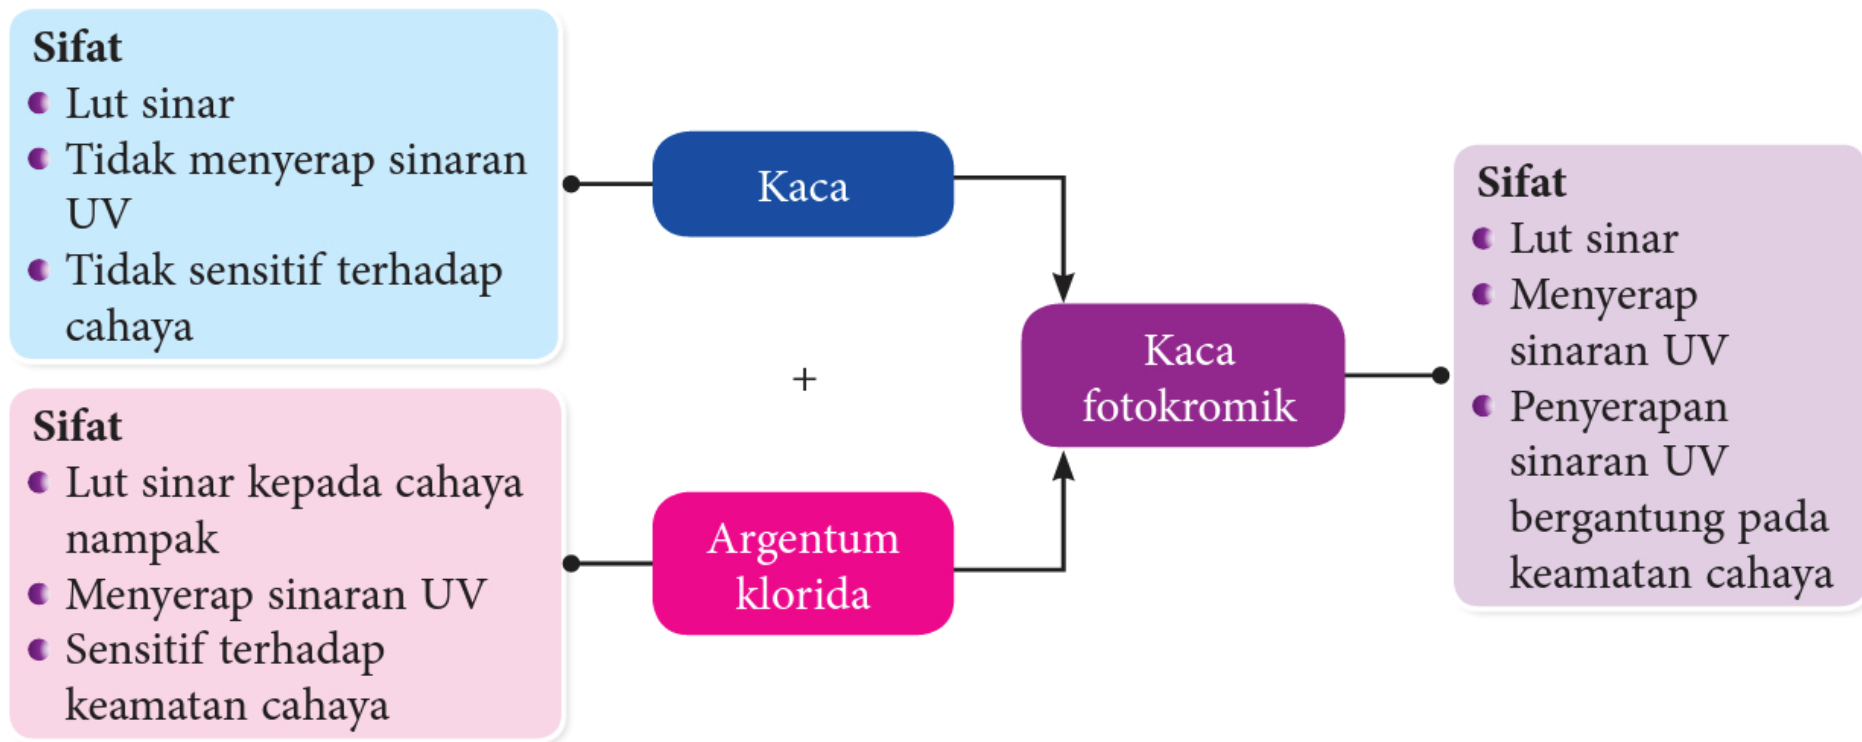 Sifat
Lut sinar
Tidak menyerap sinaran
UV
Tidak sensitif terhadap
cahaya
Kaca
+
Sifat
Lut sinar kepada cahaya
nampak
Menyerap sinaran UV
Sensitif terhadap
keamatan cahaya
Argentum
klorida
Kaca
fotokromik
Sifat
Lut sinar
Menyerap
sinaran UV
Penyerapan
sinaran UV
bergantung pada
keamatan cahaya